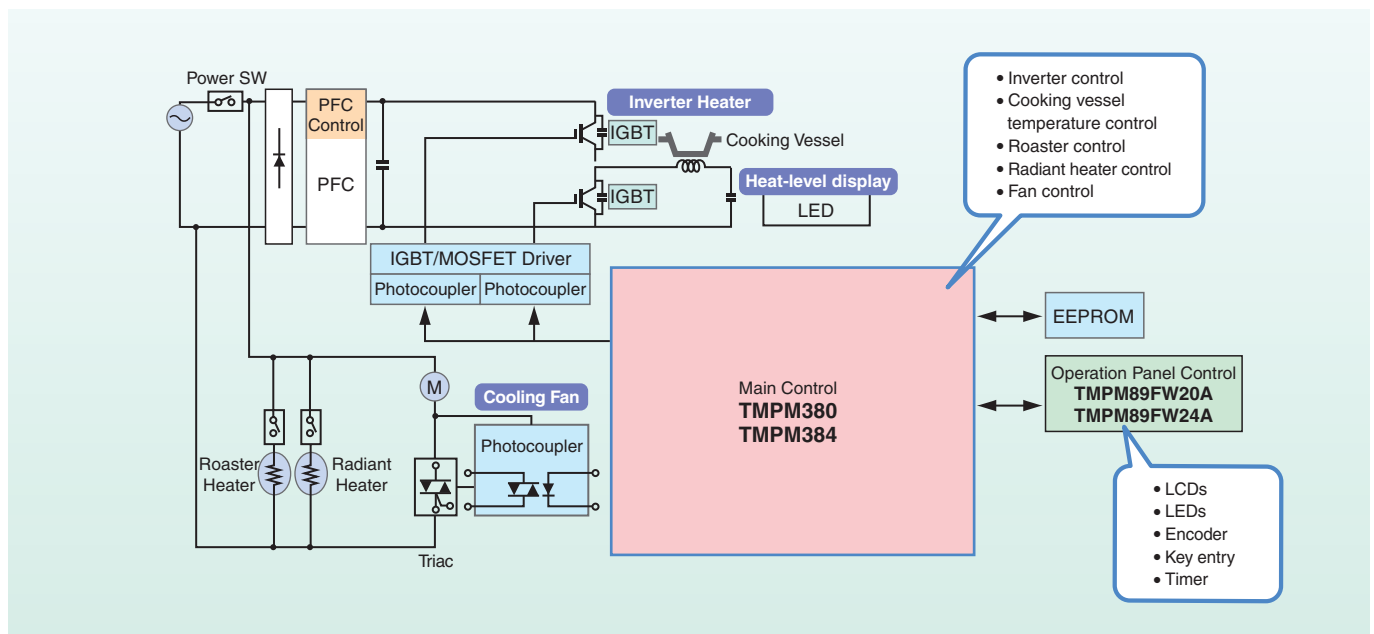 Power SW
PFC
Control
PFC
Inverter Heater
IGBT
Cooking Vessel
IGBT
Heat-level display
LED
• Inverter control
• Cooking vessel
temperature control
• Roaster control
• Radiant heater control
• Fan control
IGBT/MOSFET Driver
Photocoupler
Photocoupler
Main Control
TMPM380
TMPM384
EEPROM
Operation Panel Control
TMPM89FW20A
TMPM89FW24A
• LCDs
• LEDs
• Encoder
• Key entry
• Timer
M
Cooling Fan
Photocoupler
Roaster
Heater
Radiant
Heater
Triac